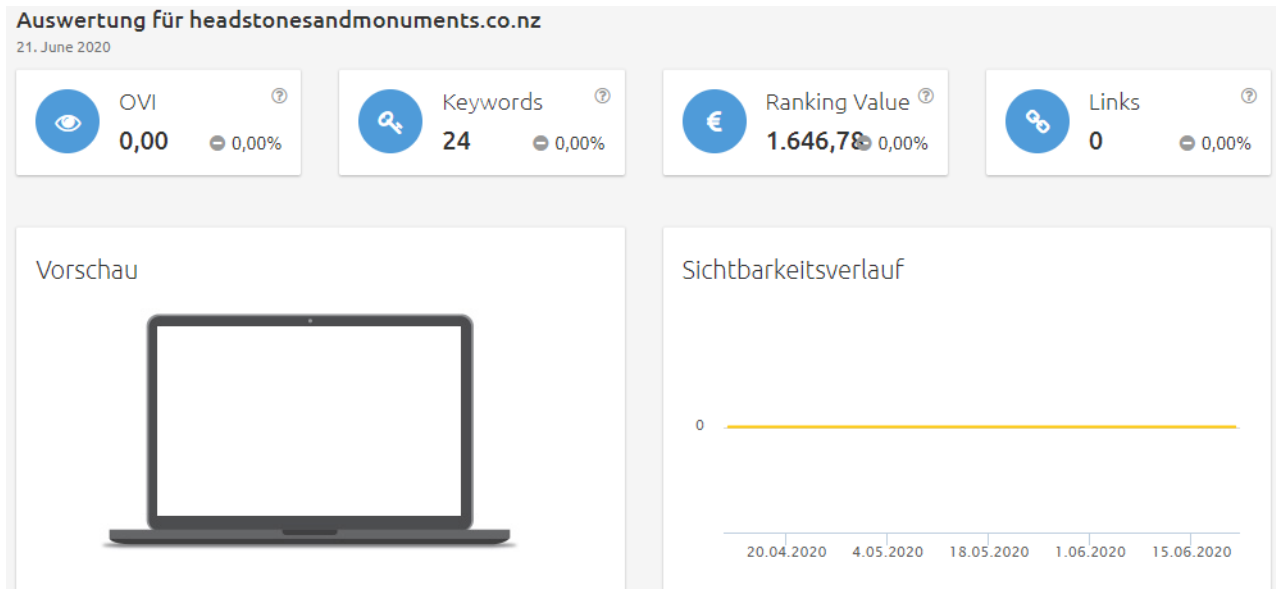 Auswertung für headstonesandmonuments.co.nz
21. June 2020
OVI
0,00
0,00%
Keywords
24
0,00%
Ranking Value
€
1.646,78
0,00%
Links
0
0,00%
Vorschau
Sichtbarkeitsverlauf
0
20.04.2020 4.05.2020 18.05.2020 1.06.2020 15.06.2020